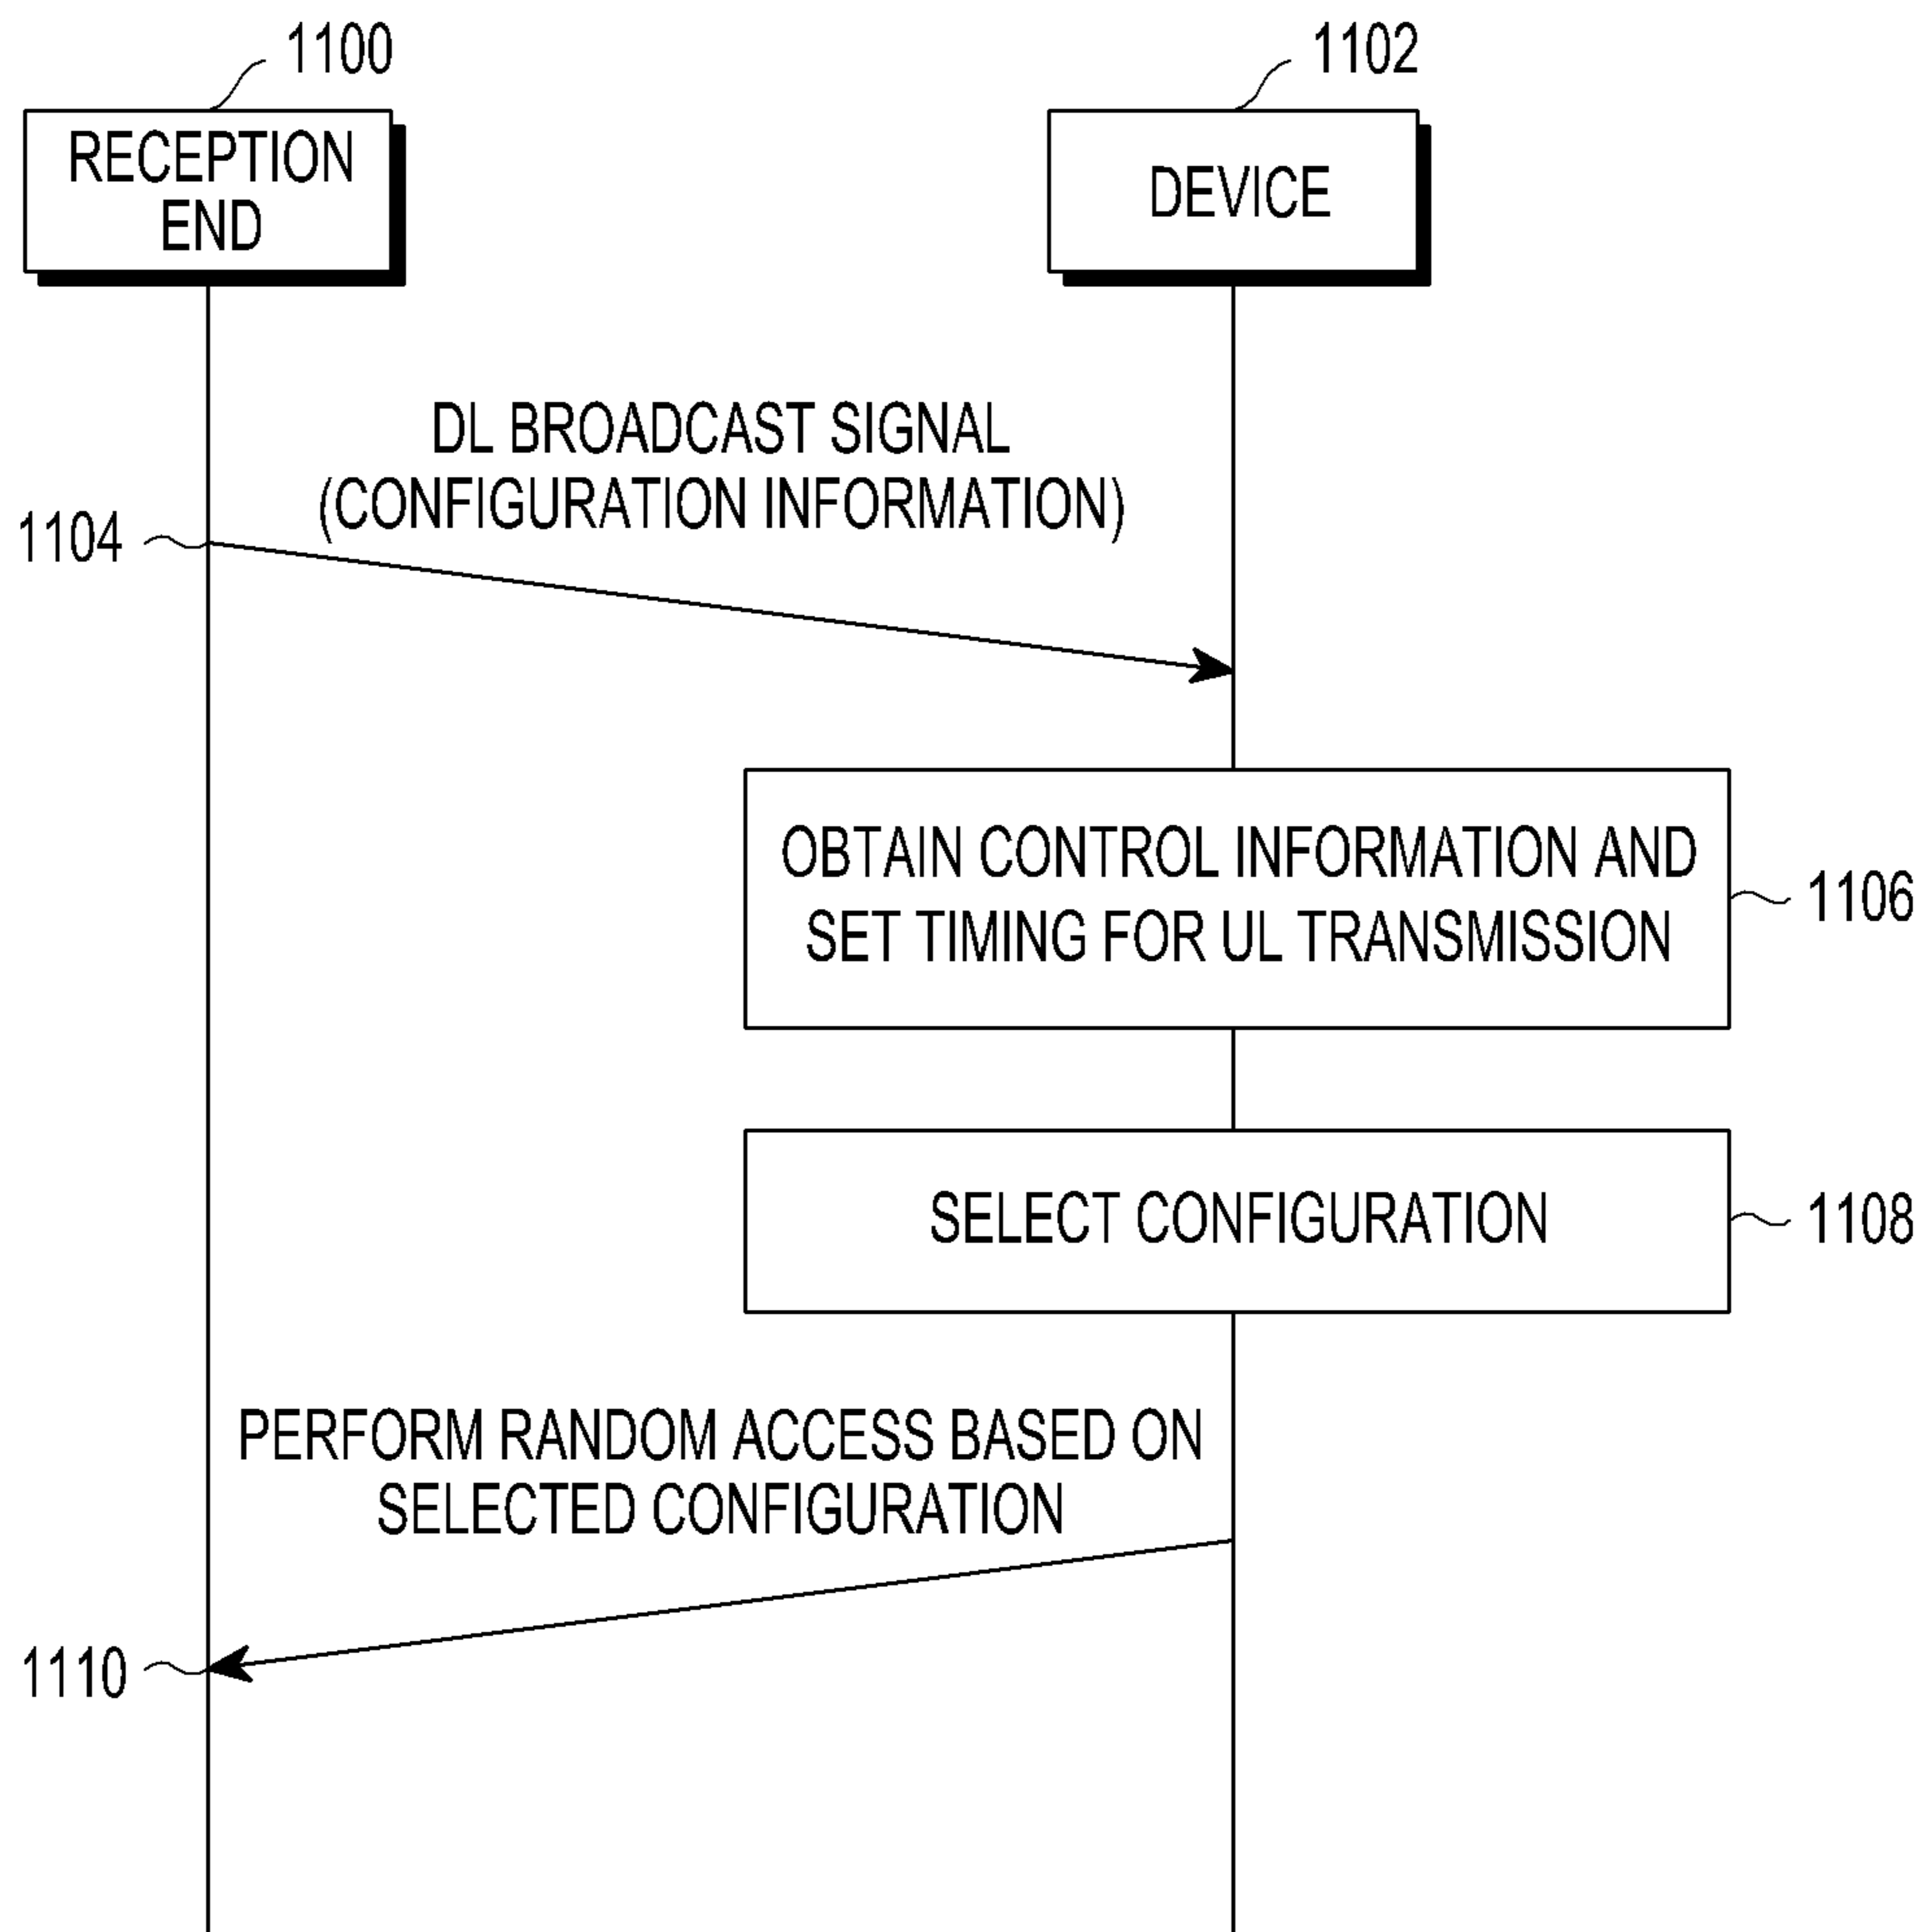 1100
1102
RECEPTION
END
DEVICE
DL BROADCAST SIGNAL
(CONFIGURATION INFORMATION)
1104
OBTAIN CONTROL INFORMATION AND
SET TIMING FOR UL TRANSMISSION
1106
SELECT CONFIGURATION
1108
PERFORM RANDOM ACCESS BASED ON
SELECTED CONFIGURATION
1110